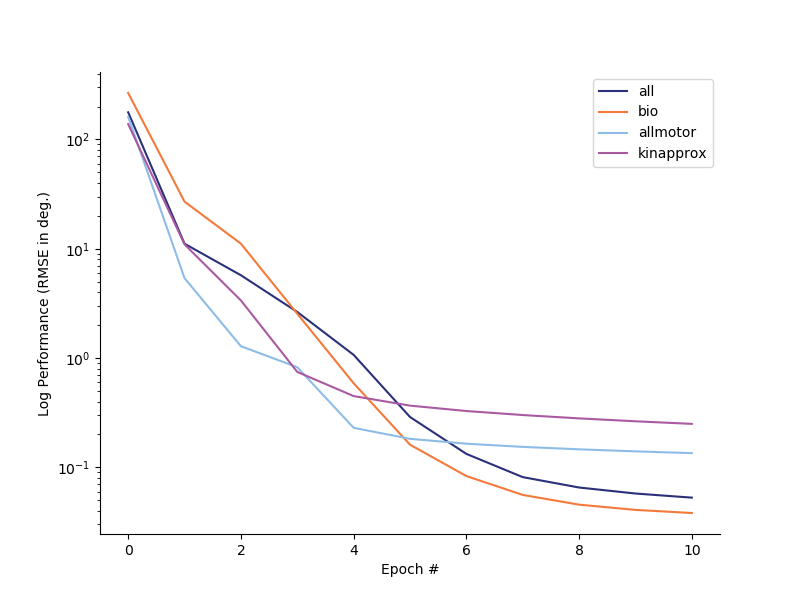 Log Performance (RMSE in deg.)
10²
10¹
10⁰
10⁻¹
0 2 4 6 8 10
Epoch #
all
bio
allmotor
kinapprox